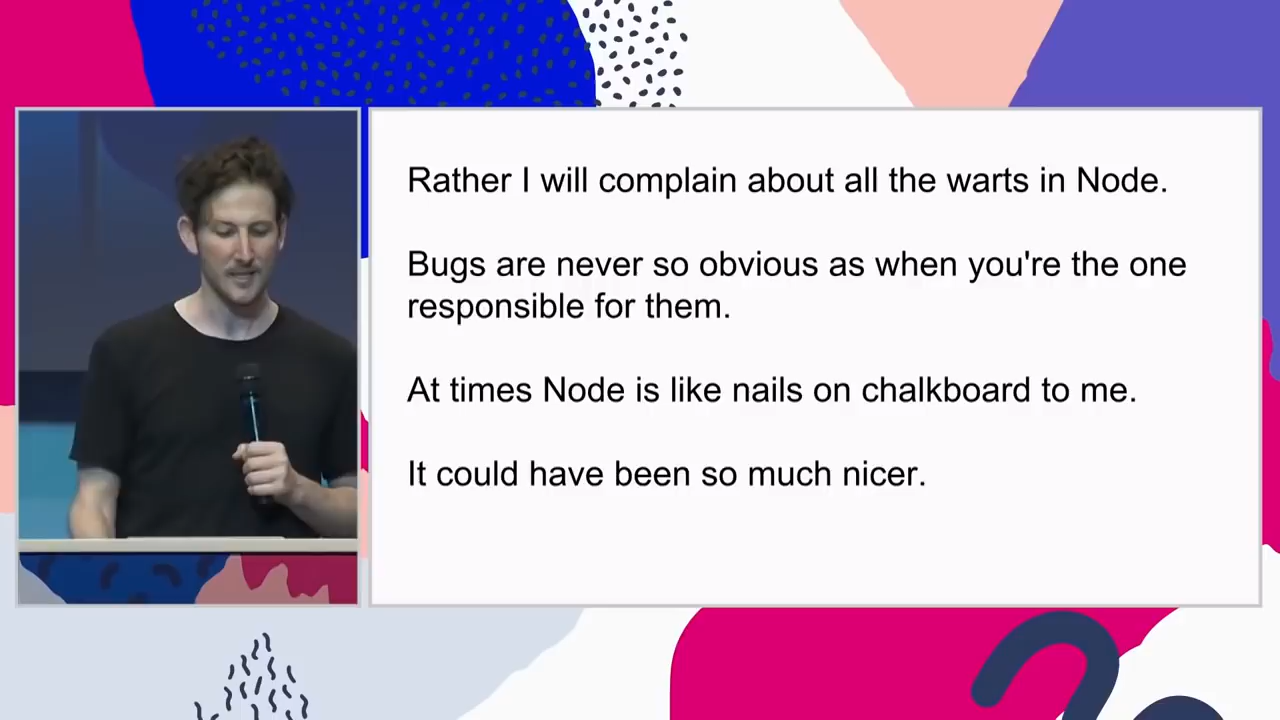 Rather I will complain about all the warts in Node.
Bugs are never so obvious as when you're the one
responsible for them.
At times Node is like nails on chalkboard to me.
It could have been so much nicer.